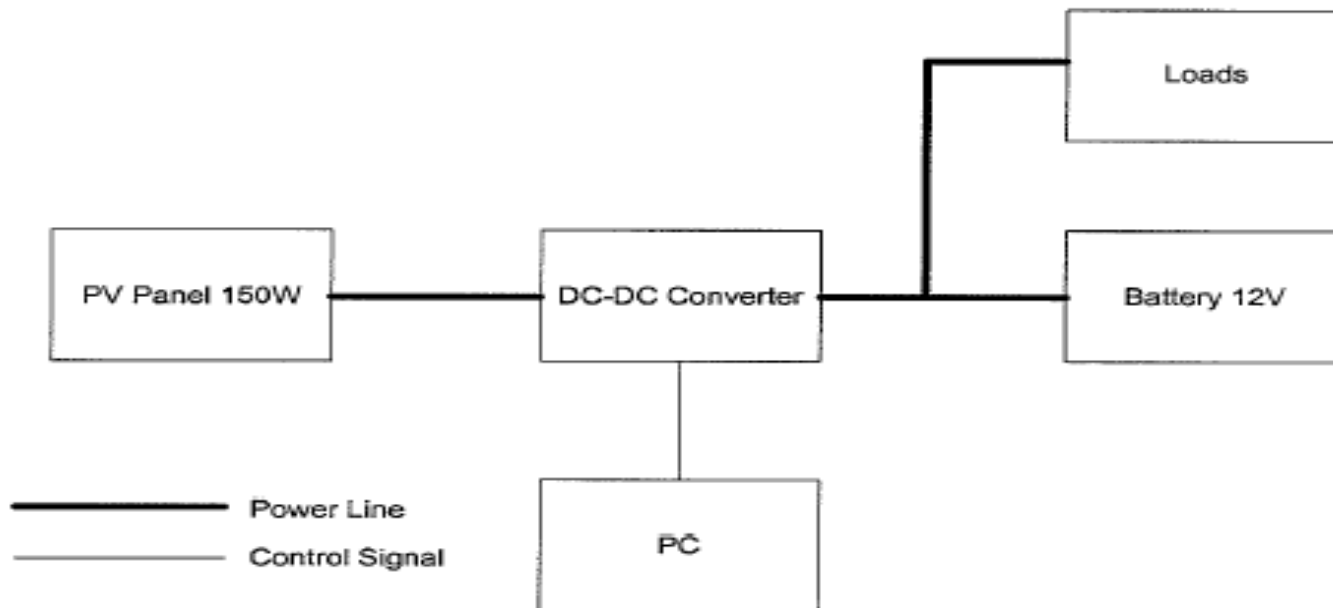 Loads
PV Panel 150W
DC-DC Converter
Battery 12V
Power Line
Control Signal
PC